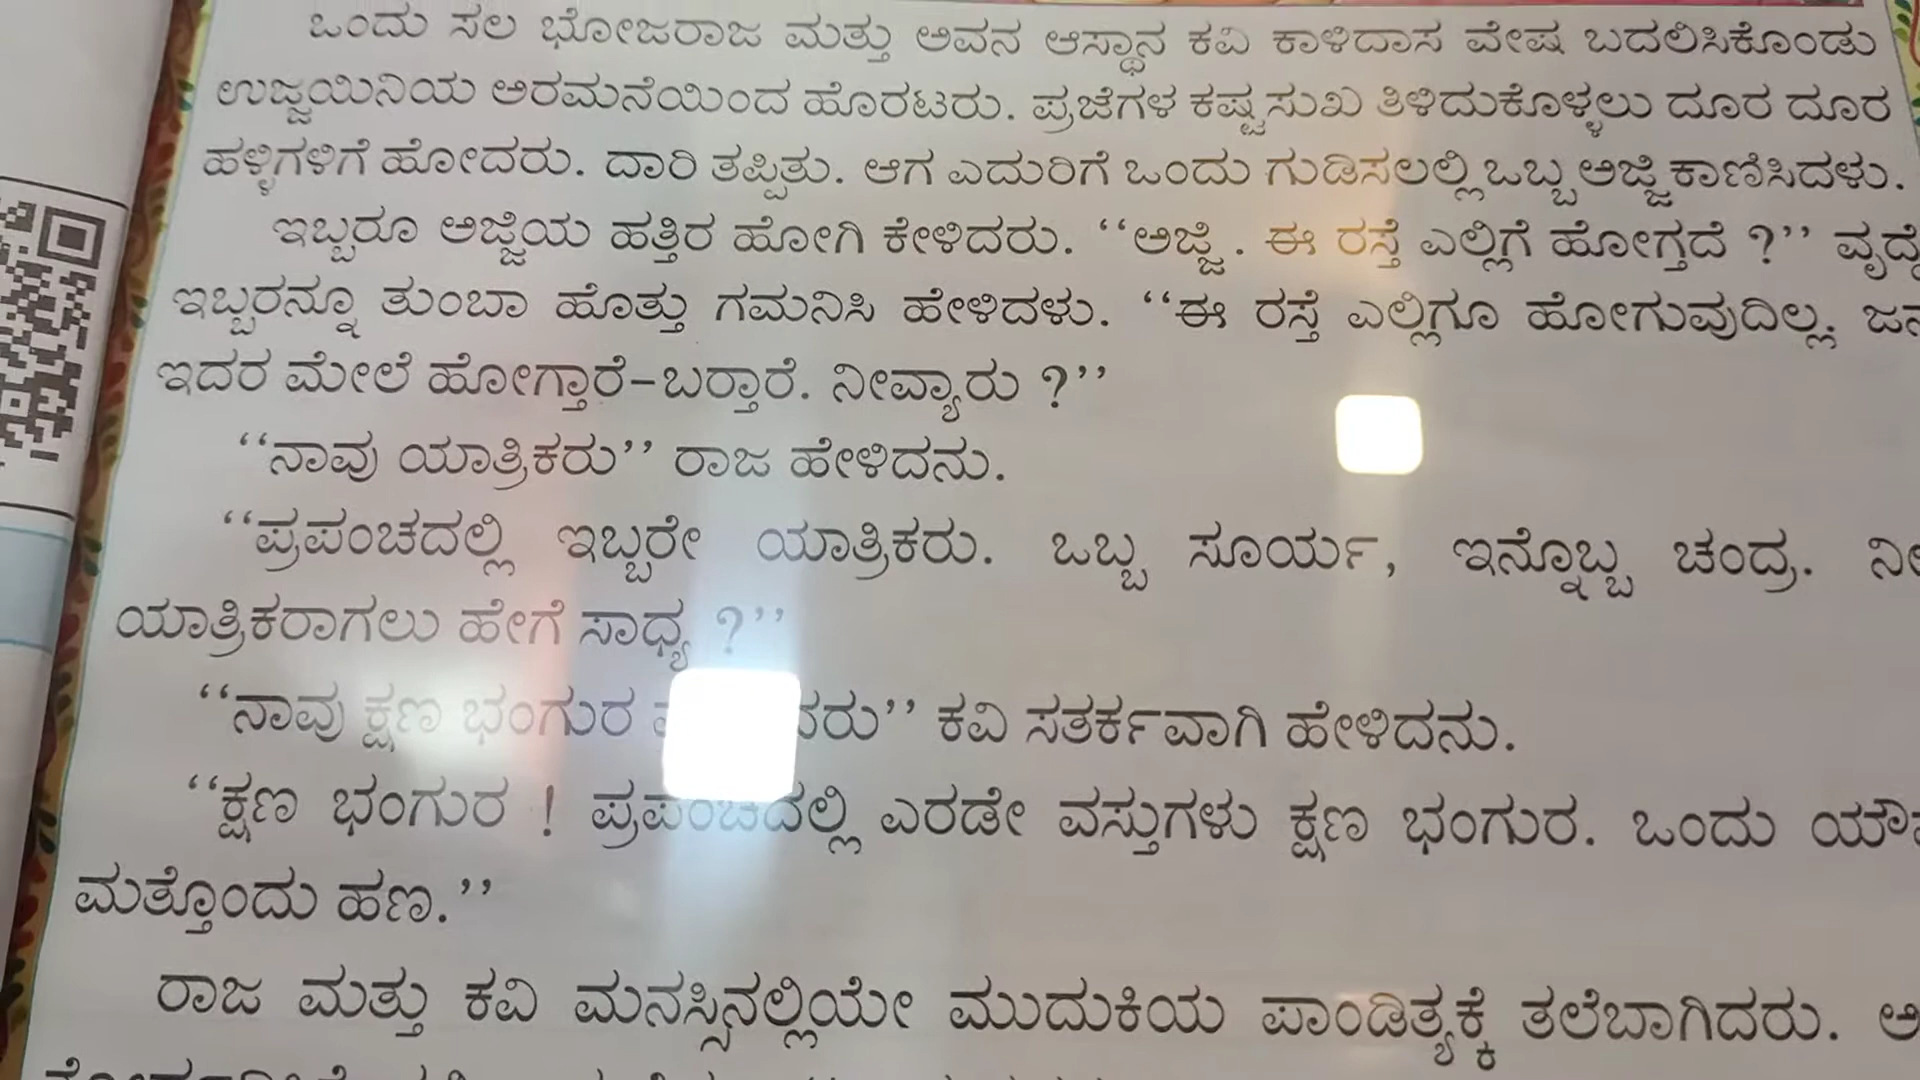 ಒಂದು ಸಲ ಭೋಜರಾಜ ಮತ್ತು ಅವನ ಆಸ್ಥಾನ ಕವಿ ಕಾಳಿದಾಸ ವೇಷ ಬದಲಿಸಿಕೊಂಡು
ಉಜ್ಜಯಿನಿಯ ಅರಮನೆಯಿಂದ ಹೊರಟರು. ಪ್ರಜೆಗಳ ಕಷ್ಟಸುಖ ತಿಳಿದುಕೊಳ್ಳಲು ದೂರ ದೂರ
ಹಳ್ಳಿಗಳಿಗೆ ಹೋದರು. ದಾರಿ ತಪ್ಪಿತು. ಆಗ ಎದುರಿಗೆ ಒಂದು ಗುಡಿಸಲಲ್ಲಿ ಒಬ್ಬ ಅಜ್ಜಿ ಕಾಣಿಸಿದಳು.
ಇಬ್ಬರೂ ಅಜ್ಜಿಯ ಹತ್ತಿರ ಹೋಗಿ ಕೇಳಿದರು. “ಅಜ್ಜಿ. ಈ ರಸ್ತೆ ಎಲ್ಲಿಗೆ ಹೋಗ್ತದೆ ?”
ಇಬ್ಬರನ್ನೂ ತುಂಬಾ ಹೊತ್ತು ಗಮನಿಸಿ ಹೇಳಿದಳು. “ಈ ರಸ್ತೆ ಎಲ್ಲಿಗೂ ಹೋಗುವುದಿಲ್ಲ.
ಇದರ ಮೇಲೆ ಹೋಗ್ತಾರೆ-ಬರ್‍ತಾರೆ. ನೀವ್ಯಾರು ?”
“ನಾವು ಯಾತ್ರಿಕರು” ರಾಜ ಹೇಳಿದನು.
“ಪ್ರಪಂಚದಲ್ಲಿ ಇಬ್ಬರೇ ಯಾತ್ರಿಕರು. ಒಬ್ಬ ಸೂರ್ಯ, ಇನ್ನೊಬ್ಬ ಚಂದ್ರ.
ಯಾತ್ರಿಕರಾಗಲು ಹೇಗೆ ಸಾಧ್ಯ ?”
“ನಾವು ಕ್ಷಣ ಭಂಗುರ ಕವಿ ಸತರ್ಕವಾಗಿ ಹೇಳಿದನು.
“ಕ್ಷಣ ಭಂಗುರ ! ಪ್ರಪಂಚದಲ್ಲಿ ಎರಡೇ ವಸ್ತುಗಳು ಕ್ಷಣ ಭಂಗುರ. ಒಂದು
ಮತ್ತೊಂದು ಹಣ.”
ರಾಜ ಮತ್ತು ಕವಿ ಮನಸ್ಸಿನಲ್ಲಿಯೇ ಮುದುಕಿಯ ಪಾಂಡಿತ್ಯಕ್ಕೆ ತಲೆಬಾಗಿದರು.